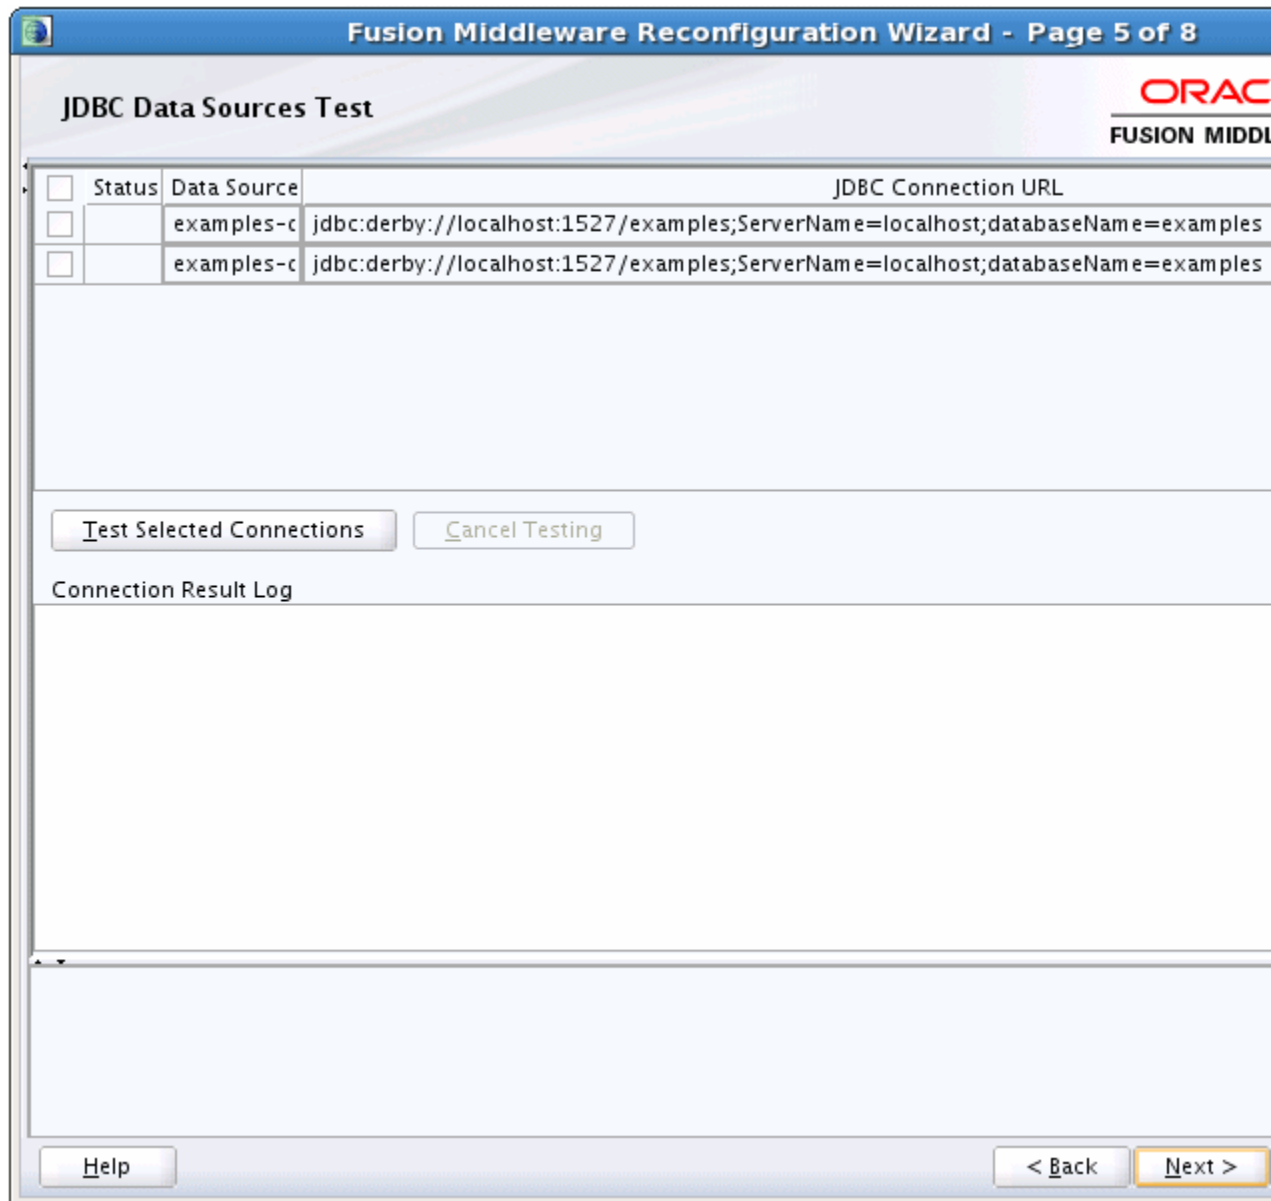 Fusion Middleware Reconfiguration Wizard - Page 5 of 8
JDBC Data Sources Test
ORAC
FUSION MIDDL
Status Data Source JDBC Connection URL
examples-c jdbc:derby://localhost:1527/examples;ServerName=localhost;databaseName=examples
examples-c jdbc:derby://localhost:1527/examples;ServerName=localhost;databaseName=examples
Test Selected Connections Cancel Testing
Connection Result Log
Help < Back Next >